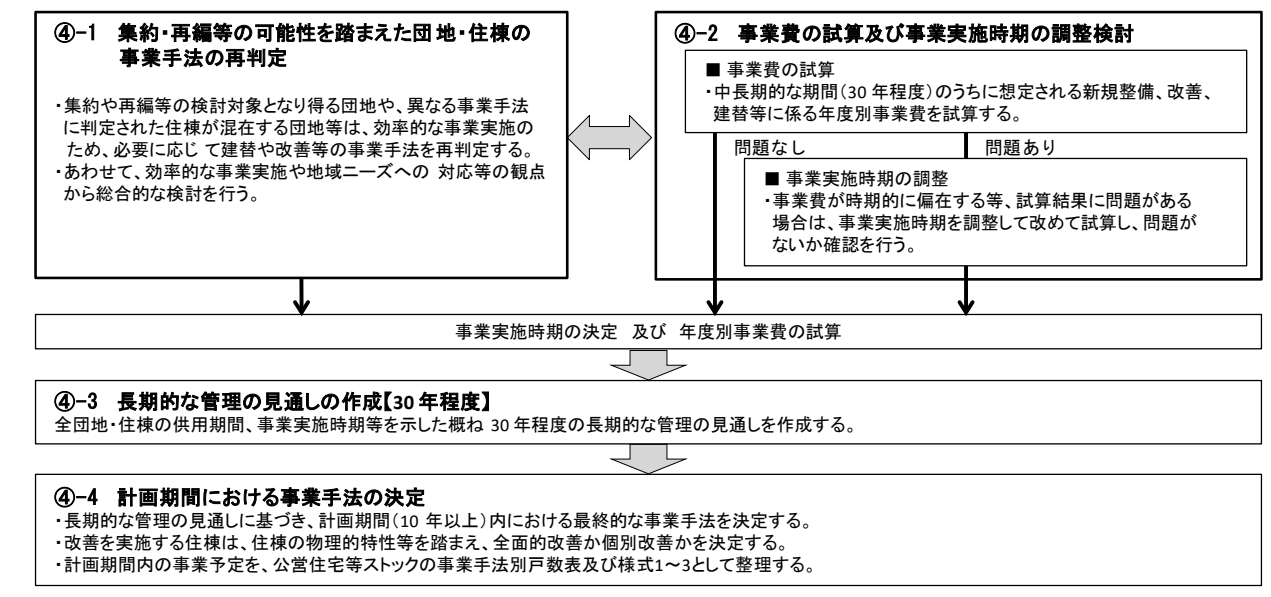 ④-1 集約・再編等の可能性を踏まえた団地・住棟の
事業手法の再判定
・集約や再編等の検討対象となり得る団地や、異なる事業手法
に判定された住棟が混在する団地等は、効率的な事業実施の
ため、必要に応じ て建替や改善等の事業手法を再判定する。
・あわせて、効率的な事業実施や地域ニーズへの 対応等の観点
から総合的な検討を行う。
④-2 事業費の試算及び事業実施時期の調整検討
■ 事業費の試算
・中長期的な期間(30 年程度)のうちに想定される新規整備、改善、
建替等に係る年度別事業費を試算する。
問題なし
問題あり
■ 事業実施時期の調整
・事業費が時期的に偏在する等、試算結果に問題がある
場合は、事業実施時期を調整して改めて試算し、問題が
ないか確認を行う。
事業実施時期の決定 及び 年度別事業費の試算
④-3 長期的な管理の見通しの作成【30 年程度】
全団地・住棟の供用期間、事業実施時期等を示した概ね 30 年程度の長期的な管理の見通しを作成する。
④-4 計画期間における事業手法の決定
・長期的な管理の見通しに基づき、計画期間(10 年以上)内における最終的な事業手法を決定する。
・改善を実施する住棟は、住棟の物理的特性等を踏まえ、全面的改善か個別改善かを決定する。
・計画期間内の事業予定を、公営住宅等ストックの事業手法別戸数表及び様式1~3として整理する。